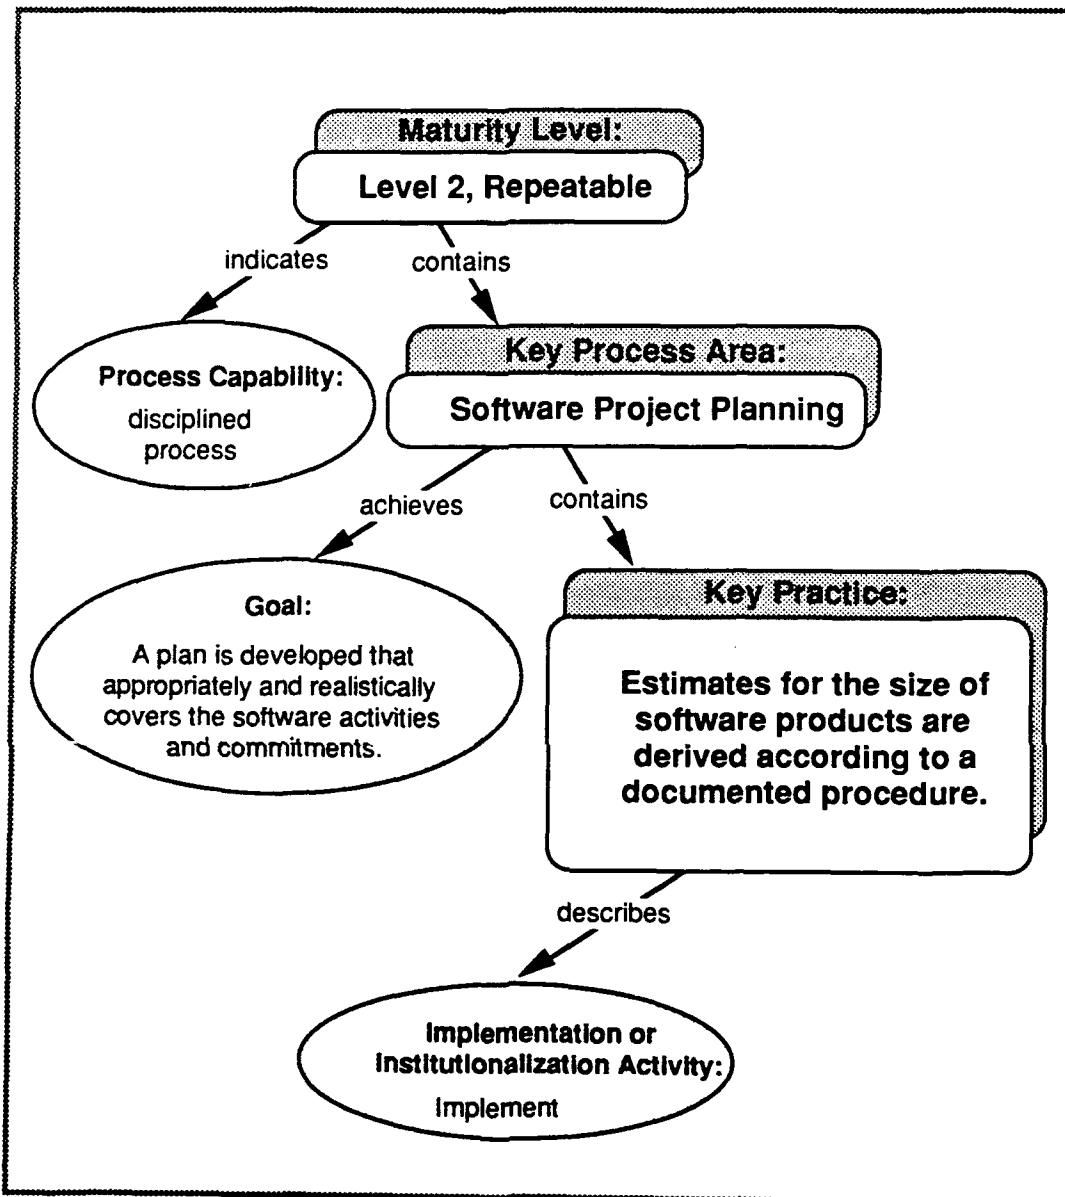 Maturity Level:
Level 2, Repeatable
indicates
contains
Process Capability:
disciplined
process
Key Process Area:
Software Project Planning
achieves
contains
Goal:
A plan is developed that
appropriately and realistically
covers the software activities
and commitments.
Key Practice:
Estimates for the size of
software products are
derived according to a
documented procedure.
describes
Implementation or
Institutionalization Activity:
Implement